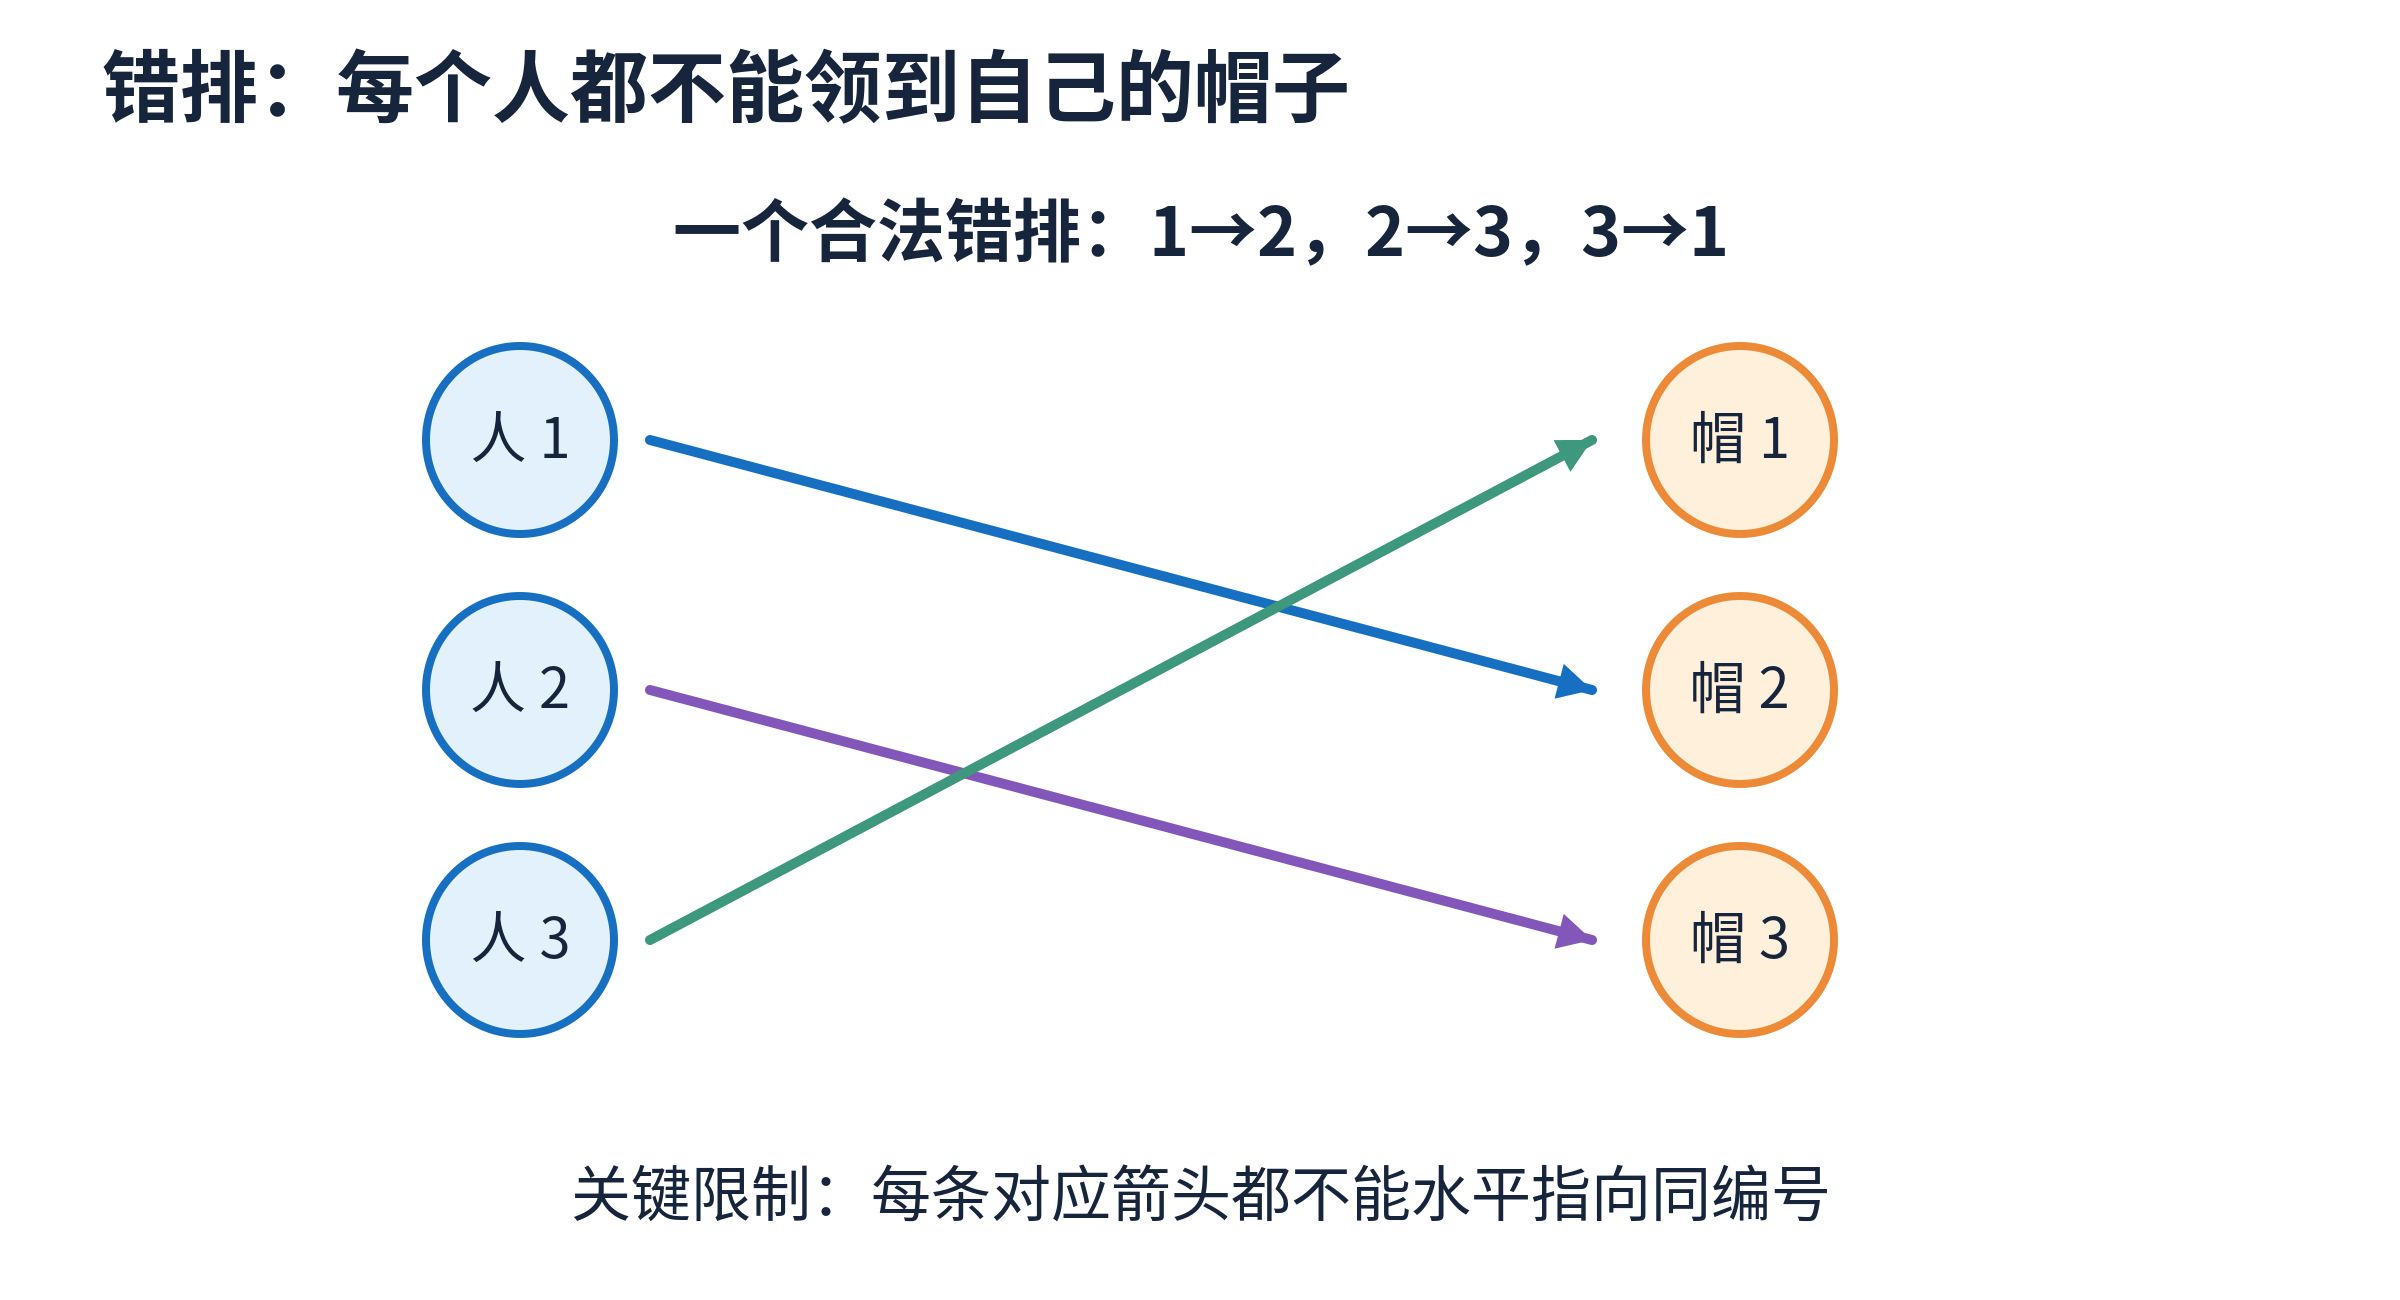 错排：每个人都不能领到自己的帽子
一个合法错排：1→2，2→3，3→1
人 1
帽 1
人 2
帽 2
人 3
帽 3
关键限制：每条对应箭头都不能水平指向同编号